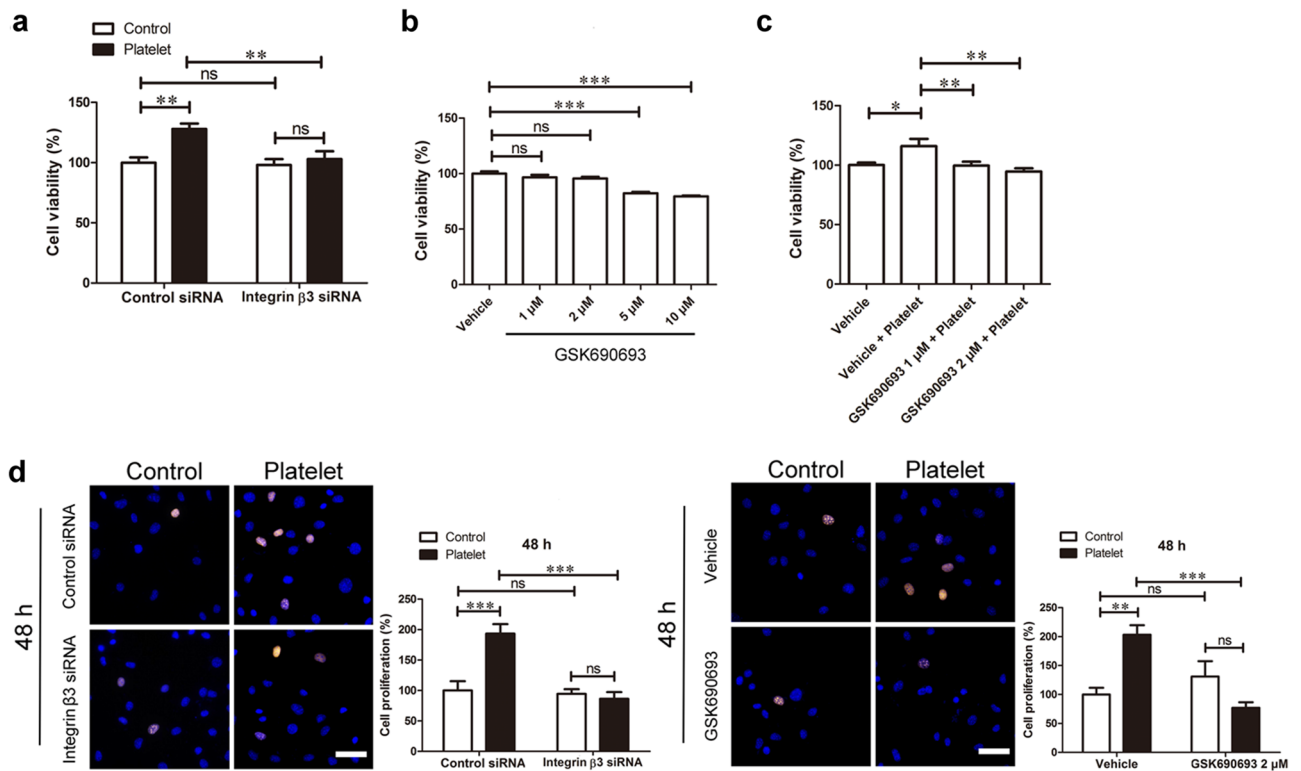 a
Control
Platelet
**
ns
**
ns
150
100
50
0
Cell viability (%)
Control siRNA
Integrin β3 siRNA
b
***
***
ns
ns
150
100
50
0
Cell viability (%)
Vehicle
1 µM
2 µM
5 µM
10 µM
GSK690693
c
**
**
*
150
100
50
0
Cell viability (%)
Vehicle
Vehicle + Platelet
GSK690693 1 µM + Platelet
GSK690693 2 µM + Platelet
d
Control
Platelet
48 h
Control siRNA
Integrin β3 siRNA
Control
Platelet
48 h
***
ns
***
ns
250
200
150
100
50
0
Cell proliferation (%)
Control siRNA
Integrin β3 siRNA
Control
Platelet
48 h
Vehicle
GSK690693
Control
Platelet
48 h
***
ns
**
ns
250
200
150
100
50
0
Cell proliferation (%)
Vehicle
GSK690693 2 µM